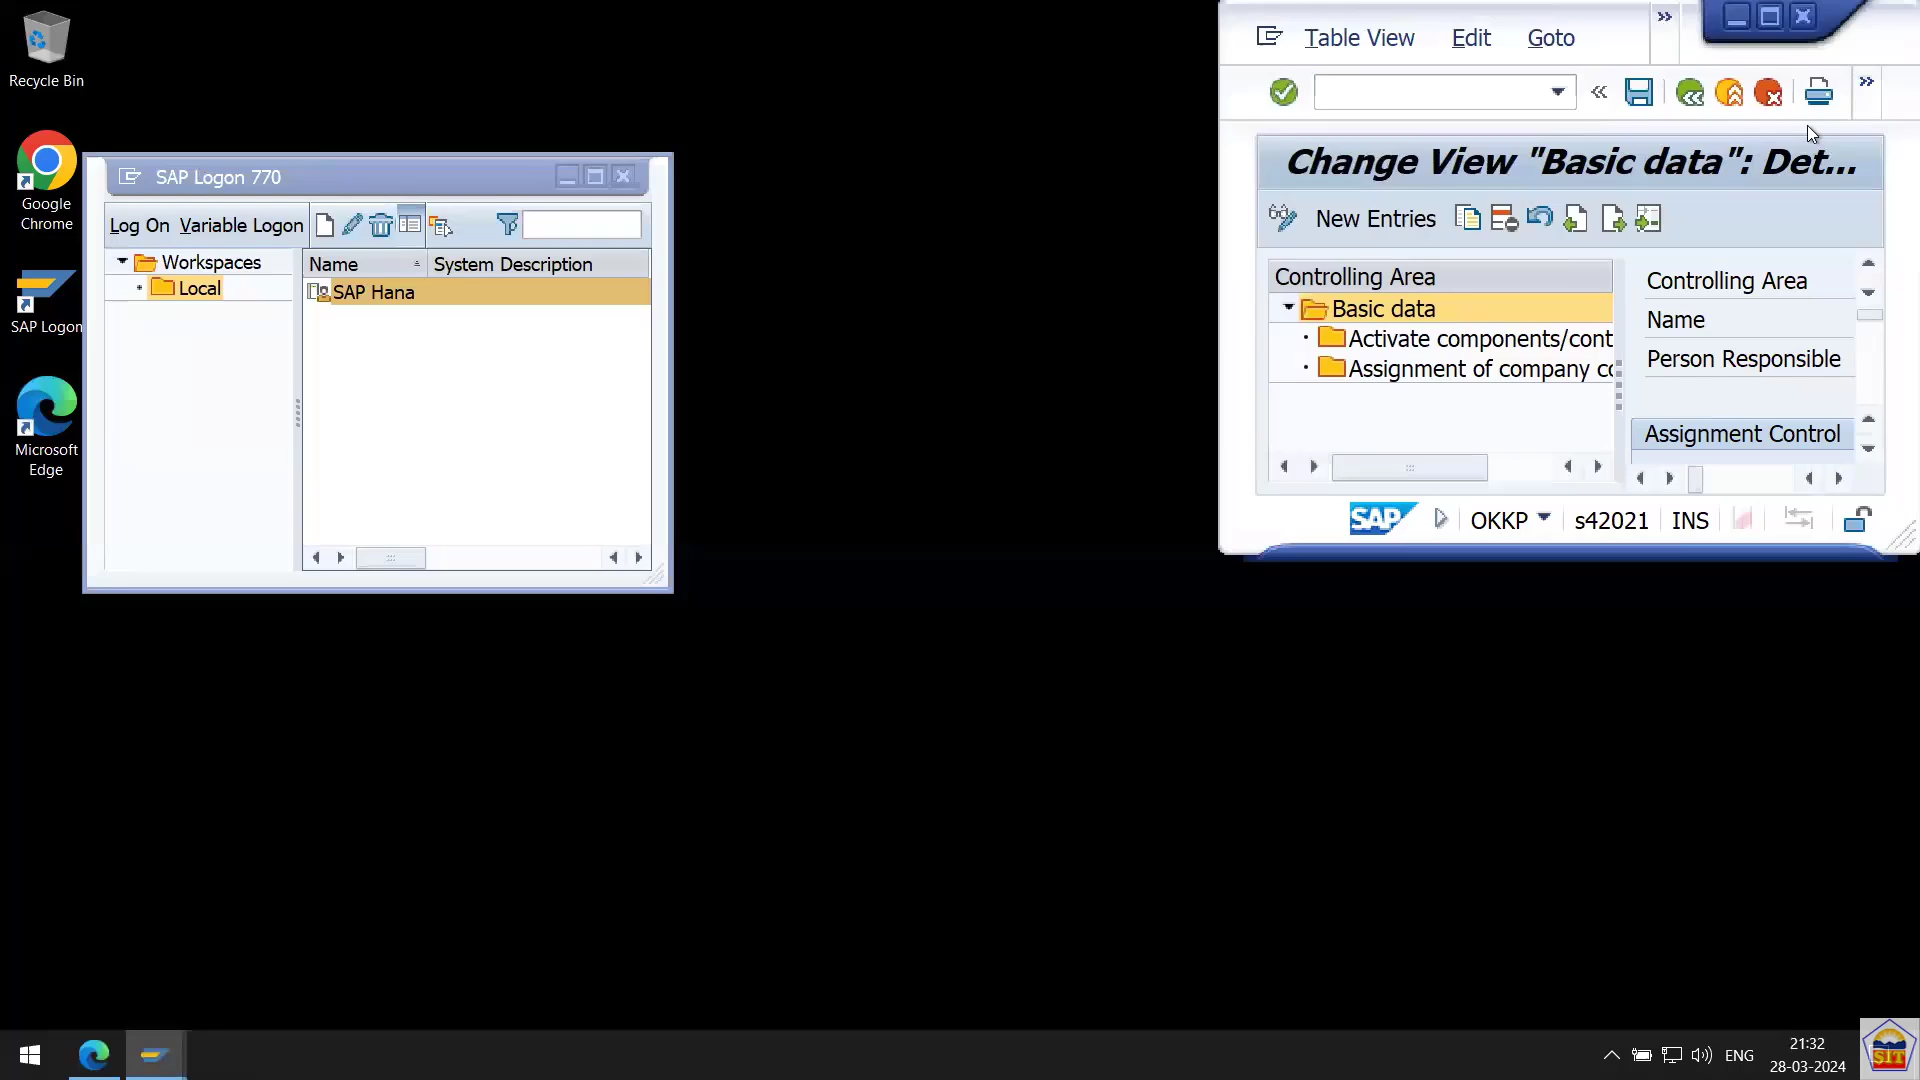 Recycle Bin
Google
Chrome
SAP Logon
Microsoft
Edge
SAP Logon 770
Log On Variable Logon
Workspaces
Local
Name System Description
SAP Hana
Table View Edit Goto
Change View "Basic data": Det...
New Entries
Controlling Area
Basic data
Activate components/cont
Assignment of company co
Controlling Area
Name
Person Responsible
Assignment Control
SAP OKKP s42021 INS
ENG
21:32
28-03-2024
SIT